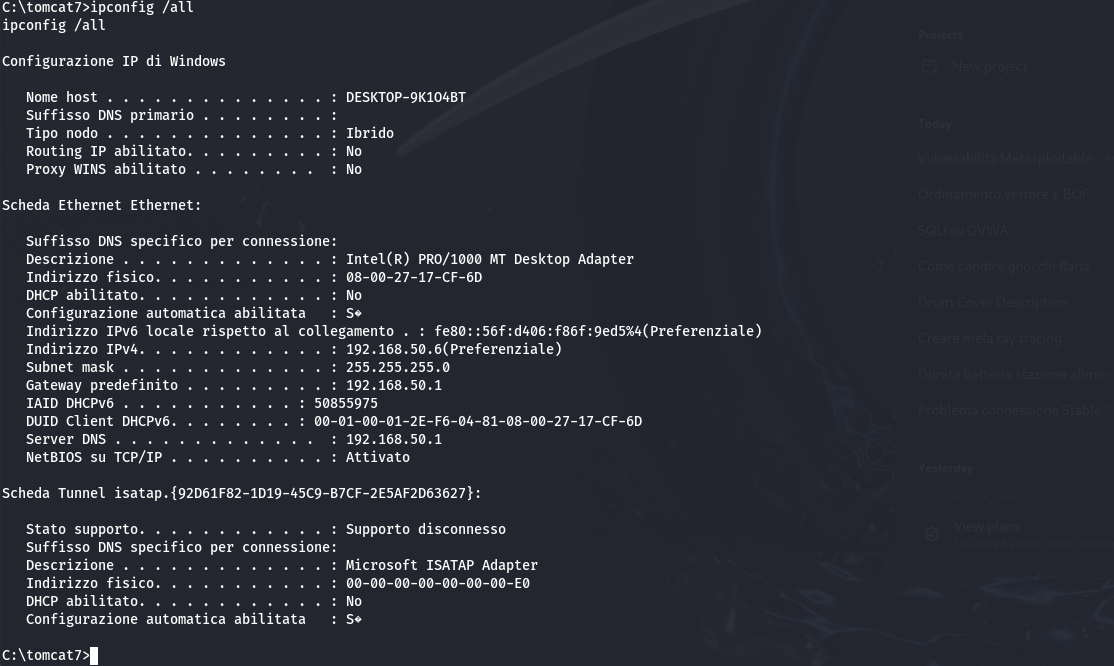 C:\tomcat7>ipconfig /all
ipconfig /all
Configurazione IP di Windows
Nome host . . . . . . . . . . . . . . : DESKTOP-9K1O4BT
Suffisso DNS primario . . . . . . . . :
Tipo nodo . . . . . . . . . . . . . . : Ibrido
Routing IP abilitato. . . . . . . . . : No
Proxy WINS abilitato . . . . . . . .  : No
Scheda Ethernet Ethernet:
Suffisso DNS specifico per connessione:
Descrizione . . . . . . . . . . . . . : Intel(R) PRO/1000 MT Desktop Adapter
Indirizzo fisico. . . . . . . . . . . : 08-00-27-17-CF-6D
DHCP abilitato. . . . . . . . . . . . : No
Configurazione automatica abilitata   : S�
Indirizzo IPv6 locale rispetto al collegamento . : fe80::56f:d406:f86f:9ed5%4(Preferenziale)
Indirizzo IPv4. . . . . . . . . . . . : 192.168.50.6(Preferenziale)
Subnet mask . . . . . . . . . . . . . : 255.255.255.0
Gateway predefinito . . . . . . . . . : 192.168.50.1
IAID DHCPv6 . . . . . . . . . . . : 50855975
DUID Client DHCPv6. . . . . . . . : 00-01-00-01-2E-F6-04-81-08-00-27-17-CF-6D
Server DNS . . . . . . . . . . . . .  : 192.168.50.1
NetBIOS su TCP/IP . . . . . . . . . . : Attivato
Scheda Tunnel isatap.{92D61F82-1D19-45C9-B7CF-2E5AF2D63627}:
Stato supporto. . . . . . . . . . . . : Supporto disconnesso
Suffisso DNS specifico per connessione:
Descrizione . . . . . . . . . . . . . : Microsoft ISATAP Adapter
Indirizzo fisico. . . . . . . . . . . : 00-00-00-00-00-00-00-E0
DHCP abilitato. . . . . . . . . . . . : No
Configurazione automatica abilitata   : S�
C:\tomcat7>
Projects
New project
Today
Vulnerabilità Metasploitable
Ordinamento vettore e BOF
SQLi su DVWA
Come condire gnocchi Rana
Drum Cover Description
Creare mela ray tracing
Durata batteria stazione alime
Problema connessione Stable
Yesterday
View plans